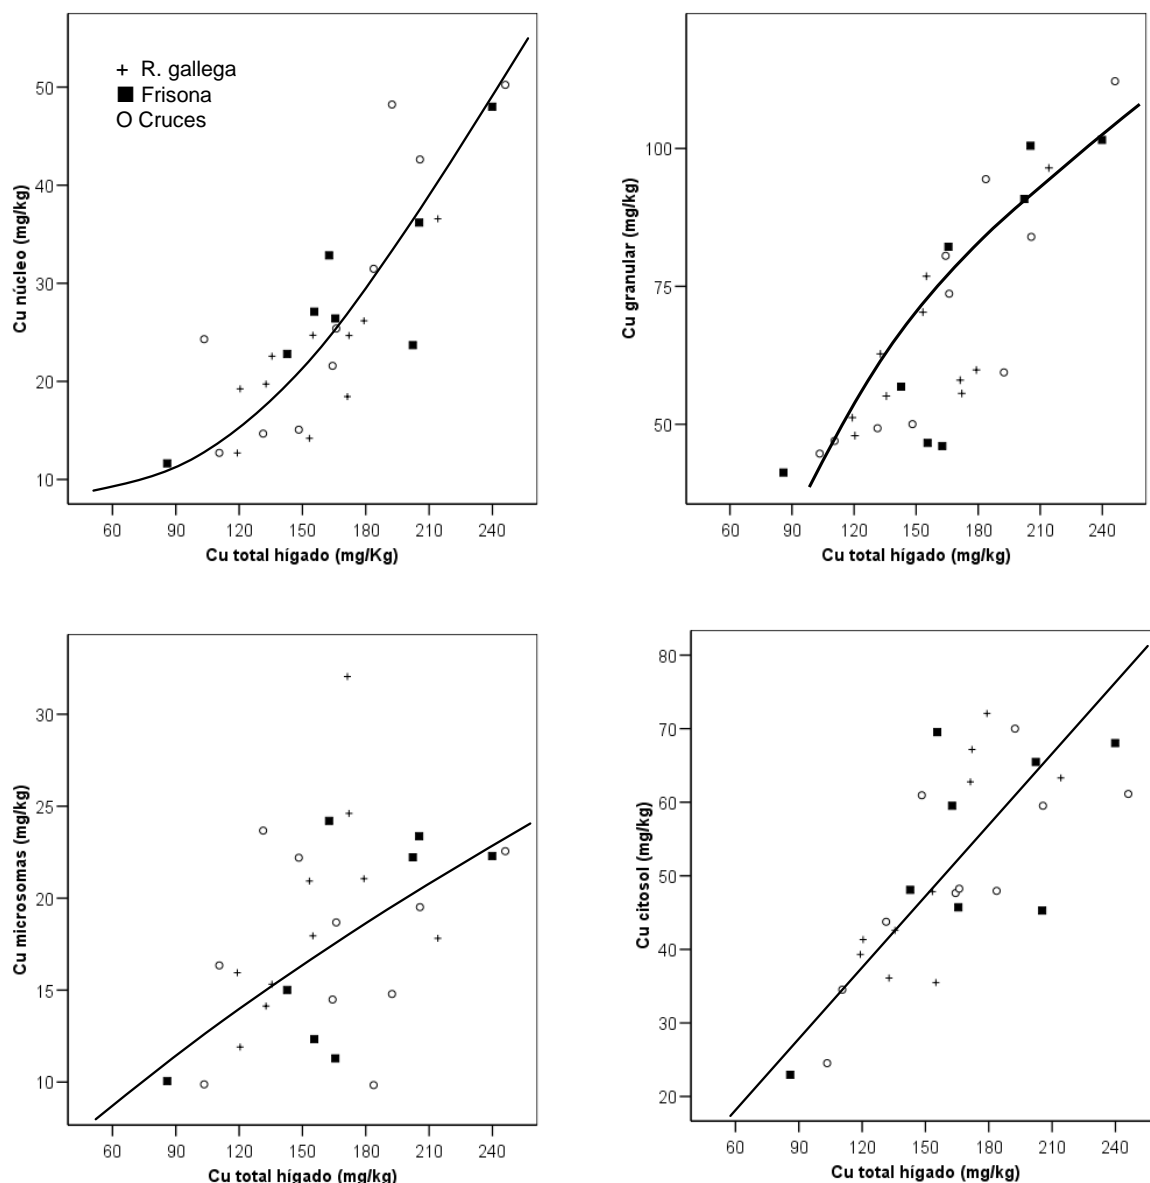 + R. gallega
■ Frisona
O Cruces
Cu núcleo (mg/kg)
50
40
30
20
10
60 90 120 150 180 210 240
Cu total hígado (mg/Kg)
Cu granular (mg/kg)
100
75
50
60 90 120 150 180 210 240
Cu total hígado (mg/kg)
Cu microsomas (mg/kg)
30
25
20
15
10
60 90 120 150 180 210 240
Cu total hígado (mg/kg)
Cu citosol (mg/kg)
80
70
60
50
40
30
20
60 90 120 150 180 210 240
Cu total hígado (mg/kg)